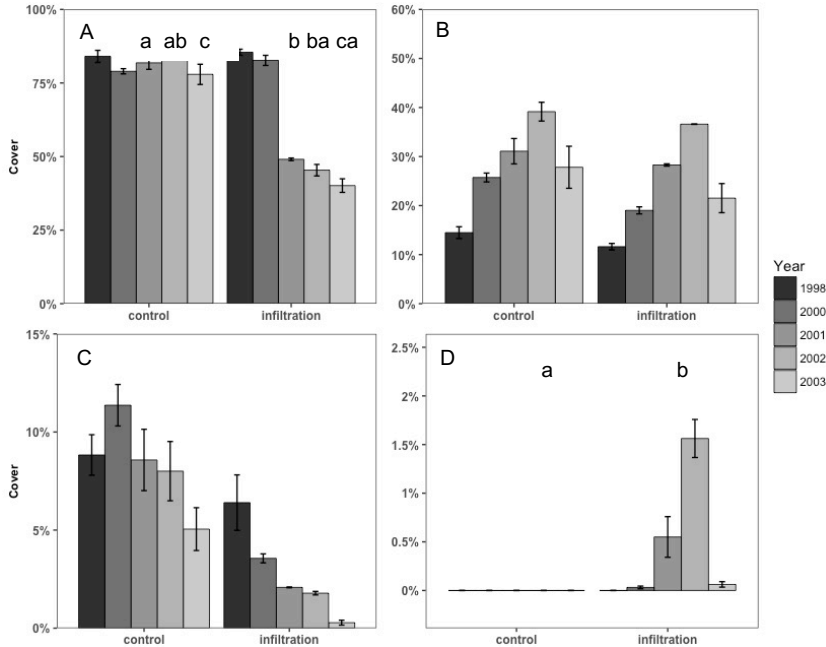 A a ab c b ba ca
100%
75%
50%
25%
0%
Cover
control infiltration
B
60%
50%
40%
30%
20%
10%
0%
control infiltration
Year
1998
2000
2001
2002
2003
C
15%
10%
5%
0%
Cover
control infiltration
D a b
2.5%
2%
1.5%
1%
0.5%
0%
control infiltration